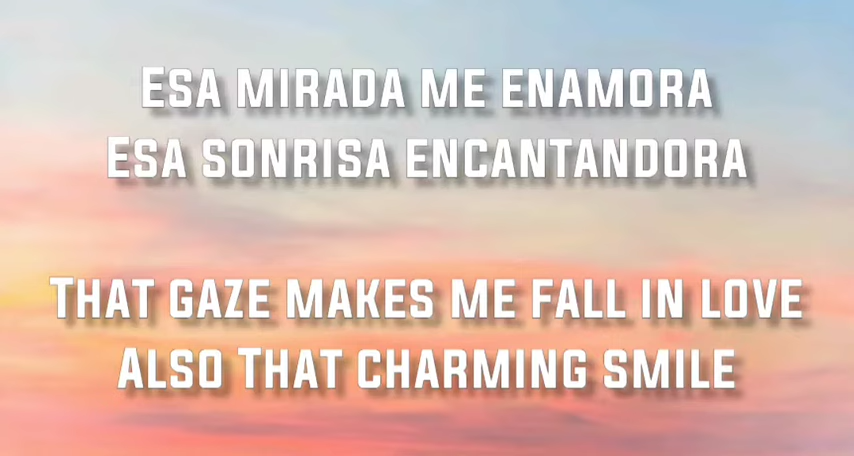 Esa mirada me enamora
Esa sonrisa encantandora
That gaze makes me fall in love
Also That charming smile